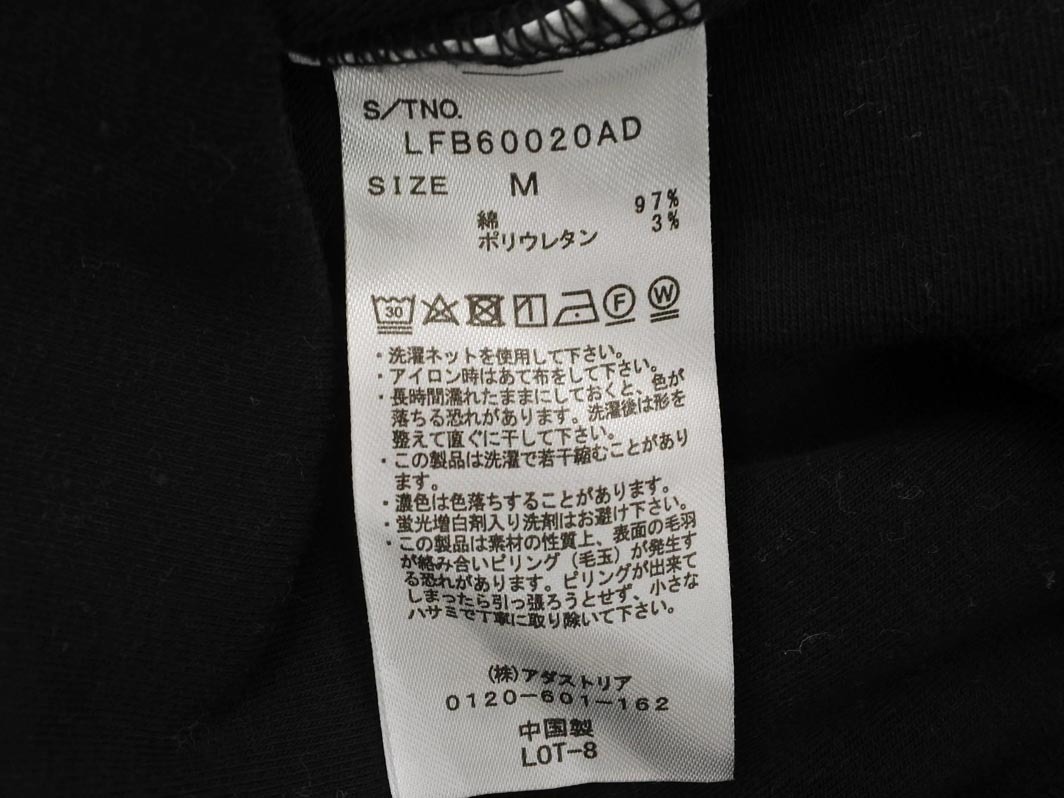 S/TNO.
LFB60020AD
SIZE M
綿 97%
ポリウレタン 3%
30 F W
・洗濯ネットを使用して下さい。
・アイロン時はあて布をして下さい。
・長時間濡れたままにしておくと、色が
落ちる恐れがあります。洗濯後は形を
整えて直ぐに干して下さい。
・この製品は洗濯で若干縮むことがあり
ます。
・濃色は色落ちすることがあります。
・蛍光増白剤入り洗剤はお避け下さい。
・この製品は素材の性質上、表面の毛羽
が絡み合いピリング（毛玉）が発生す
る恐れがあります。ピリングが出来て
しまったら引っ張ろうとせず、小さな
ハサミで丁寧に取り除いて下さい。
(株)アダストリア
0120-601-162
中国製
LOT-8